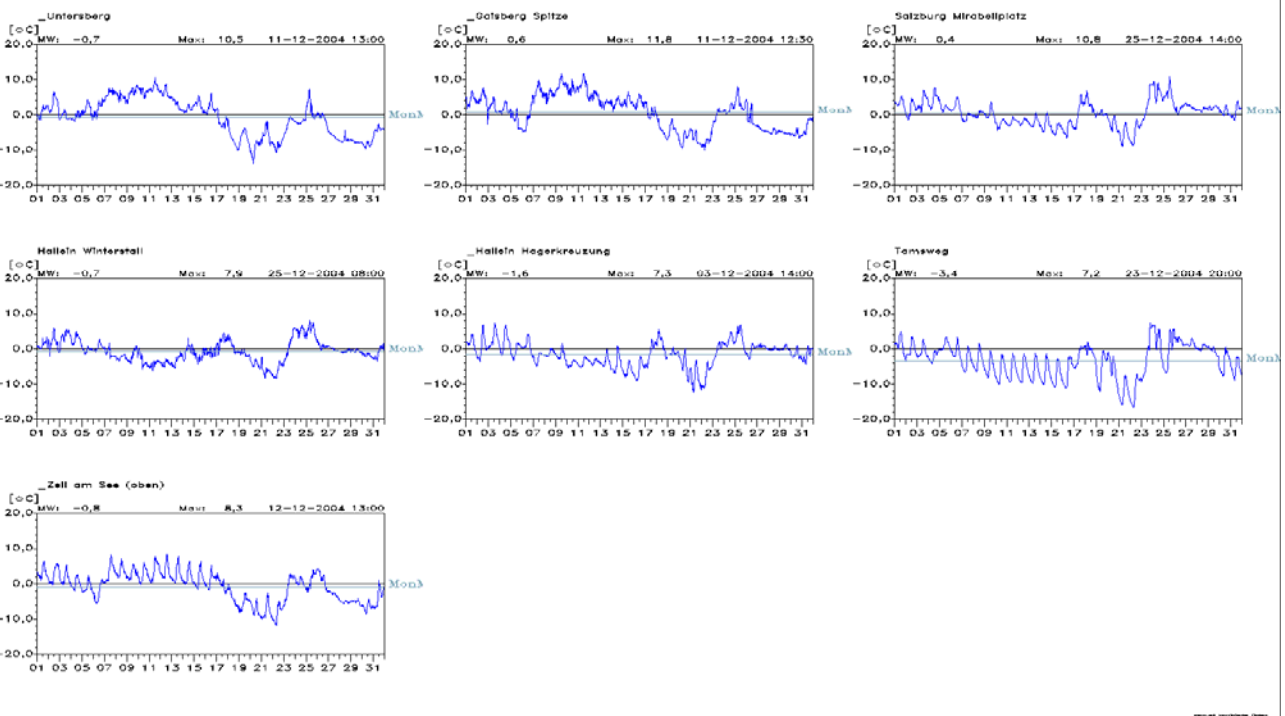 _Untersberg
[oC]
MW: -0,7 Max: 10,5 11-12-2004 13:00
20,0
10,0
0,0
-10,0
-20,0
01 03 05 07 09 11 13 15 17 19 21 23 25 27 29 31
MonM
_Gaisberg Spitze
[oC]
MW: 0,6 Max: 11,8 11-12-2004 12:30
20,0
10,0
0,0
-10,0
-20,0
01 03 05 07 09 11 13 15 17 19 21 23 25 27 29 31
MonM
Salzburg Mirabellplatz
[oC]
MW: 0,4 Max: 10,8 25-12-2004 14:00
20,0
10,0
0,0
-10,0
-20,0
01 03 05 07 09 11 13 15 17 19 21 23 25 27 29 31
MonM
Hallein Winterstall
[oC]
MW: -0,7 Max: 7,9 25-12-2004 08:00
20,0
10,0
0,0
-10,0
-20,0
01 03 05 07 09 11 13 15 17 19 21 23 25 27 29 31
MonM
_Hallein Hagerkreuzung
[oC]
MW: -1,6 Max: 7,3 03-12-2004 14:00
20,0
10,0
0,0
-10,0
-20,0
01 03 05 07 09 11 13 15 17 19 21 23 25 27 29 31
MonM
Tamsweg
[oC]
MW: -3,4 Max: 7,2 23-12-2004 20:00
20,0
10,0
0,0
-10,0
-20,0
01 03 05 07 09 11 13 15 17 19 21 23 25 27 29 31
MonM
_Zell am See (oben)
[oC]
MW: -0,8 Max: 8,3 12-12-2004 13:00
20,0
10,0
0,0
-10,0
-20,0
01 03 05 07 09 11 13 15 17 19 21 23 25 27 29 31
MonM